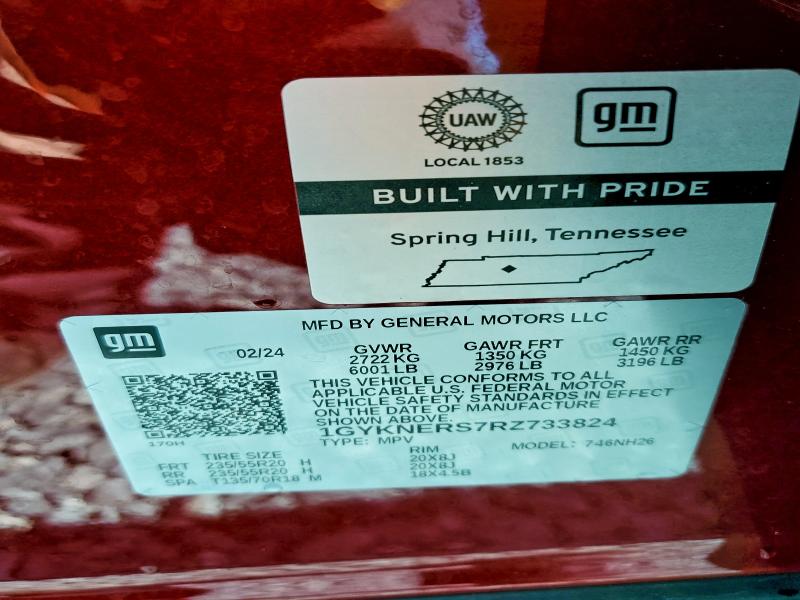 UAW
gm
LOCAL 1853
BUILT WITH PRIDE
Spring Hill, Tennessee
gm
MFD BY GENERAL MOTORS LLC
02/24
GVWR GAWR FRT GAWR RR
2722 KG 1350 KG 1450 KG
6001 LB 2976 LB 3196 LB
THIS VEHICLE CONFORMS TO ALL
APPLICABLE U.S. FEDERAL MOTOR
VEHICLE SAFETY STANDARDS IN EFFECT
ON THE DATE OF MANUFACTURE
SHOWN ABOVE.
1GYKNERS7RZ733824
170H
TYPE: MPV MODEL: 746NH26
TIRE SIZE RIM
FRT 235/55R20 H 20X8J
RR 235/55R20 H 20X8J
SPA T135/70R18 M 18X4.5B